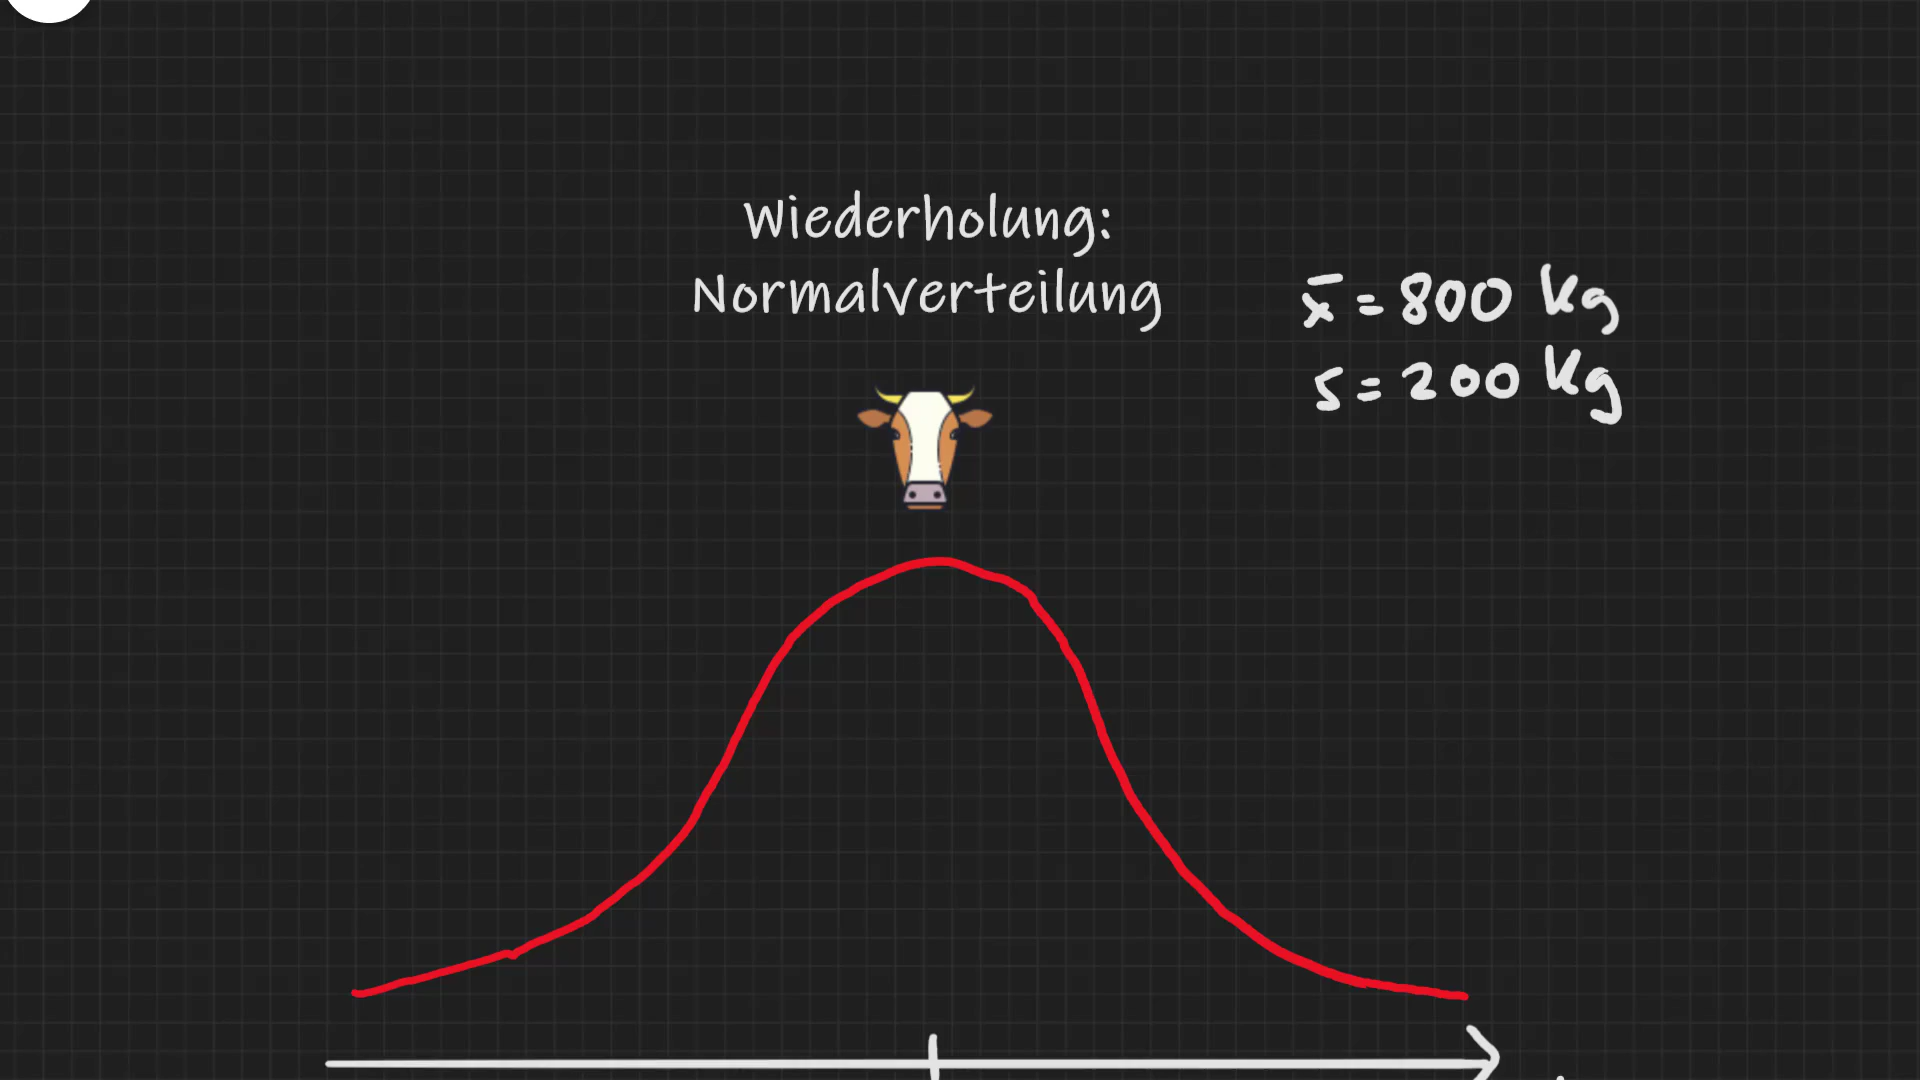 Wiederholung:
Normalverteilung
x̄ = 800 kg
s = 200 kg